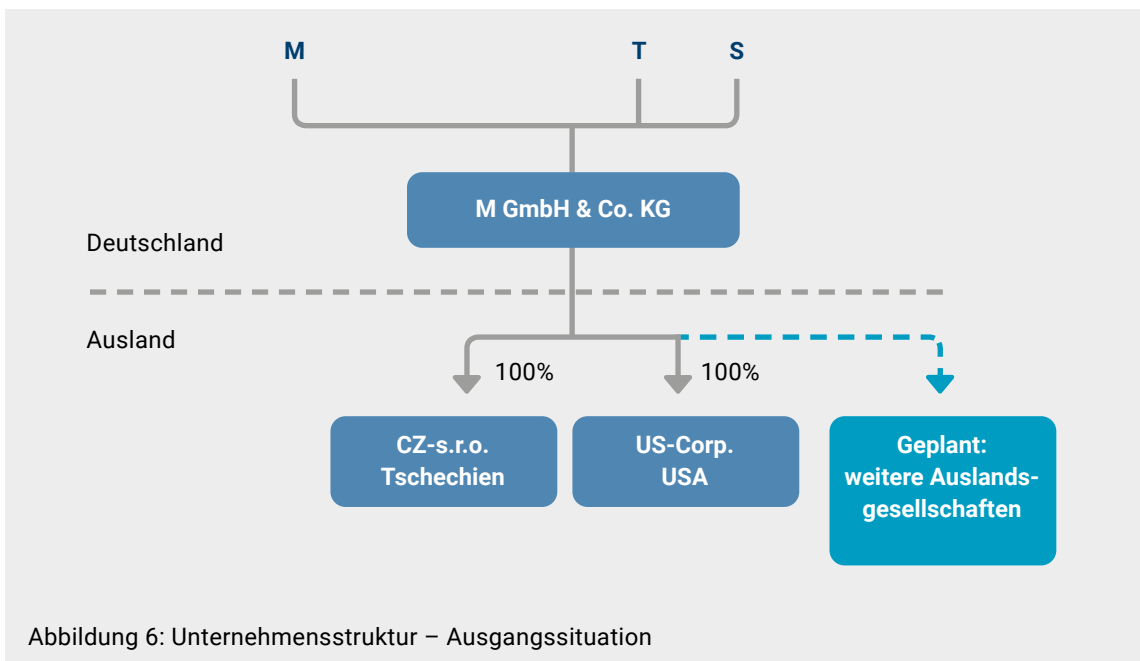 M
T
S
M GmbH & Co. KG
Deutschland
Ausland
100%
100%
CZ-s.r.o.
Tschechien
US-Corp.
USA
Geplant:
weitere Auslands-
gesellschaften
Abbildung 6: Unternehmensstruktur – Ausgangssituation